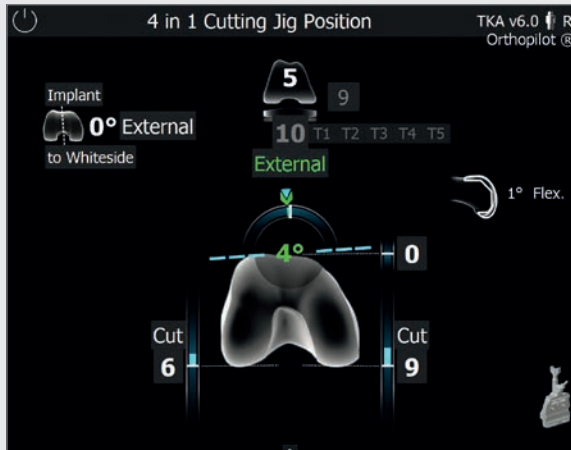 4 in 1 Cutting Jig Position
TKA v6.0 R
Orthopilot ®
Implant
0° External
to Whiteside
5
9
10 T1 T2 T3 T4 T5
External
1° Flex.
4°
0
Cut
6
Cut
9